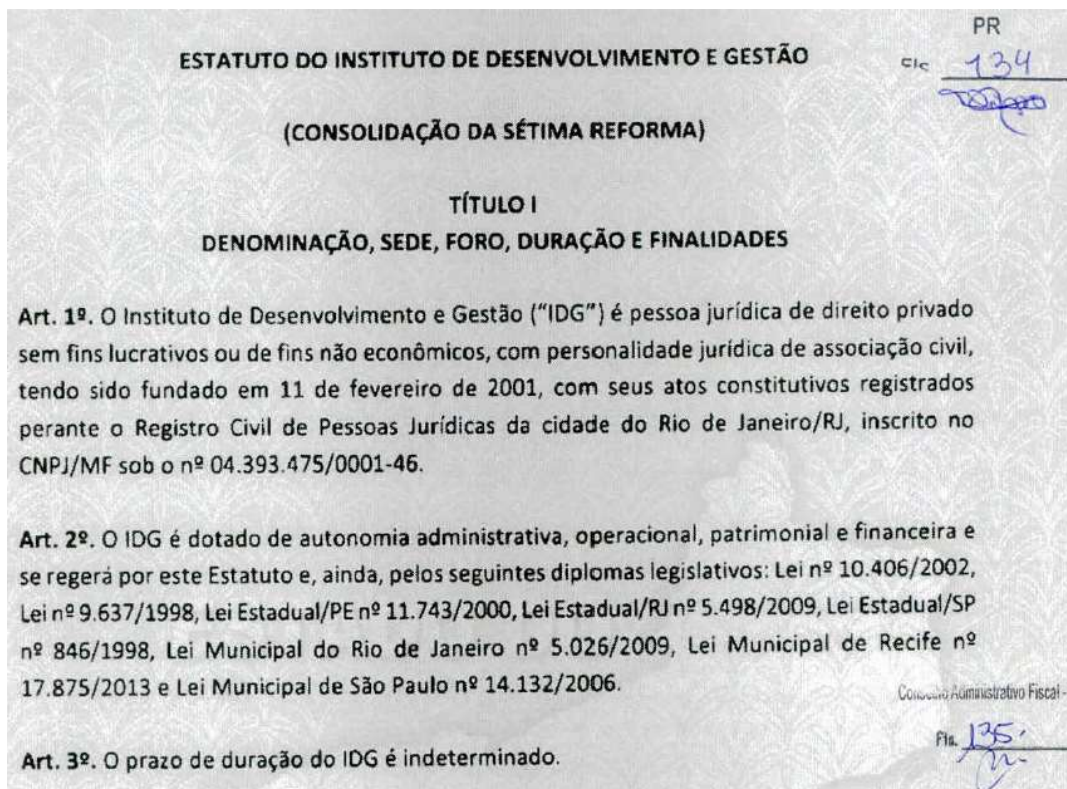 PR
ESTATUTO DO INSTITUTO DE DESENVOLVIMENTO E GESTÃO
134
(CONSOLIDAÇÃO DA SÉTIMA REFORMA)
TÍTULO I
DENOMINAÇÃO, SEDE, FORO, DURAÇÃO E FINALIDADES
Art. 1º. O Instituto de Desenvolvimento e Gestão ("IDG") é pessoa jurídica de direito privado
sem fins lucrativos ou de fins não econômicos, com personalidade jurídica de associação civil,
tendo sido fundado em 11 de fevereiro de 2001, com seus atos constitutivos registrados
perante o Registro Civil de Pessoas Jurídicas da cidade do Rio de Janeiro/RJ, inscrito no
CNPJ/MF sob o nº 04.393.475/0001-46.
Art. 2º. O IDG é dotado de autonomia administrativa, operacional, patrimonial e financeira e
se regerá por este Estatuto e, ainda, pelos seguintes diplomas legislativos: Lei nº 10.406/2002,
Lei nº 9.637/1998, Lei Estadual/PE nº 11.743/2000, Lei Estadual/RJ nº 5.498/2009, Lei Estadual/SP
nº 846/1998, Lei Municipal do Rio de Janeiro nº 5.026/2009, Lei Municipal de Recife nº
17.875/2013 e Lei Municipal de São Paulo nº 14.132/2006.
Conselho Administrativo Fiscal -
Fls. 135
Art. 3º. O prazo de duração do IDG é indeterminado.